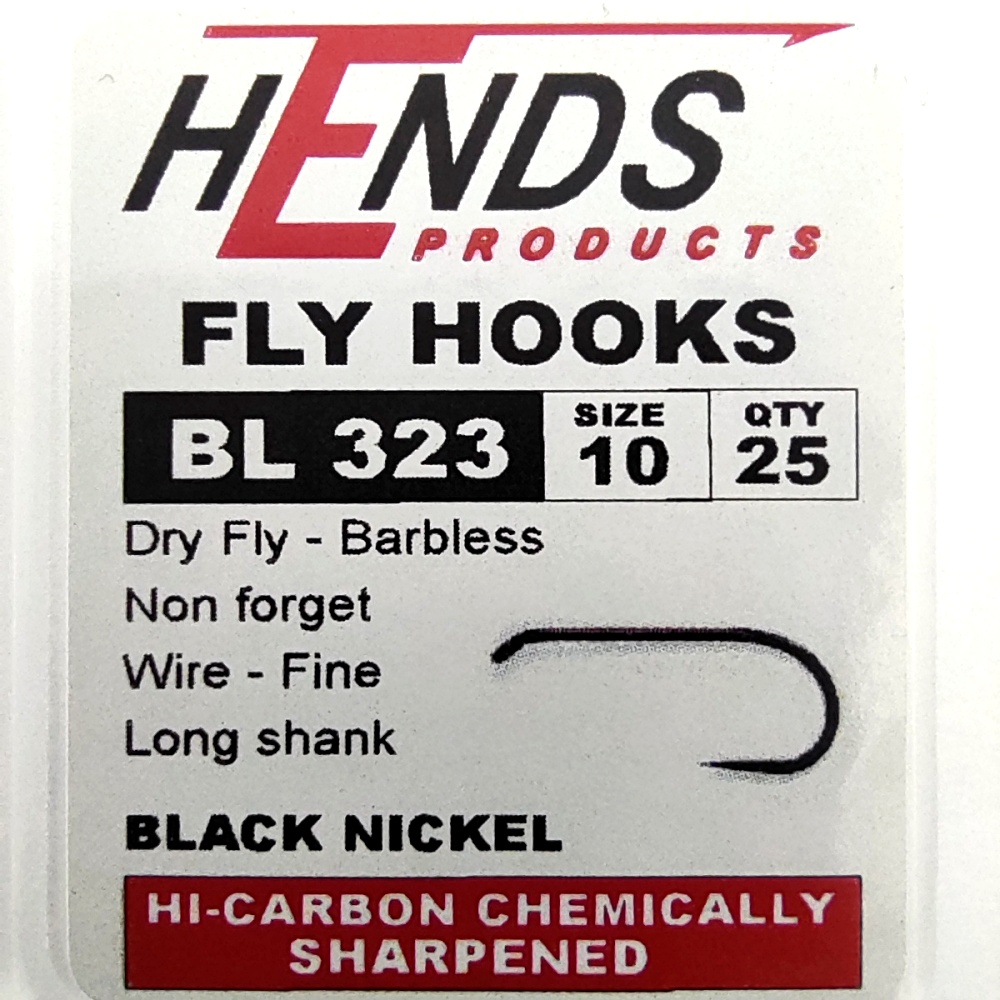 HENDS
PRODUCTS
FLY HOOKS
BL 323
SIZE
10
QTY
25
Dry Fly - Barbless
Non forget
Wire - Fine
Long shank
BLACK NICKEL
HI-CARBON CHEMICALLY
SHARPENED